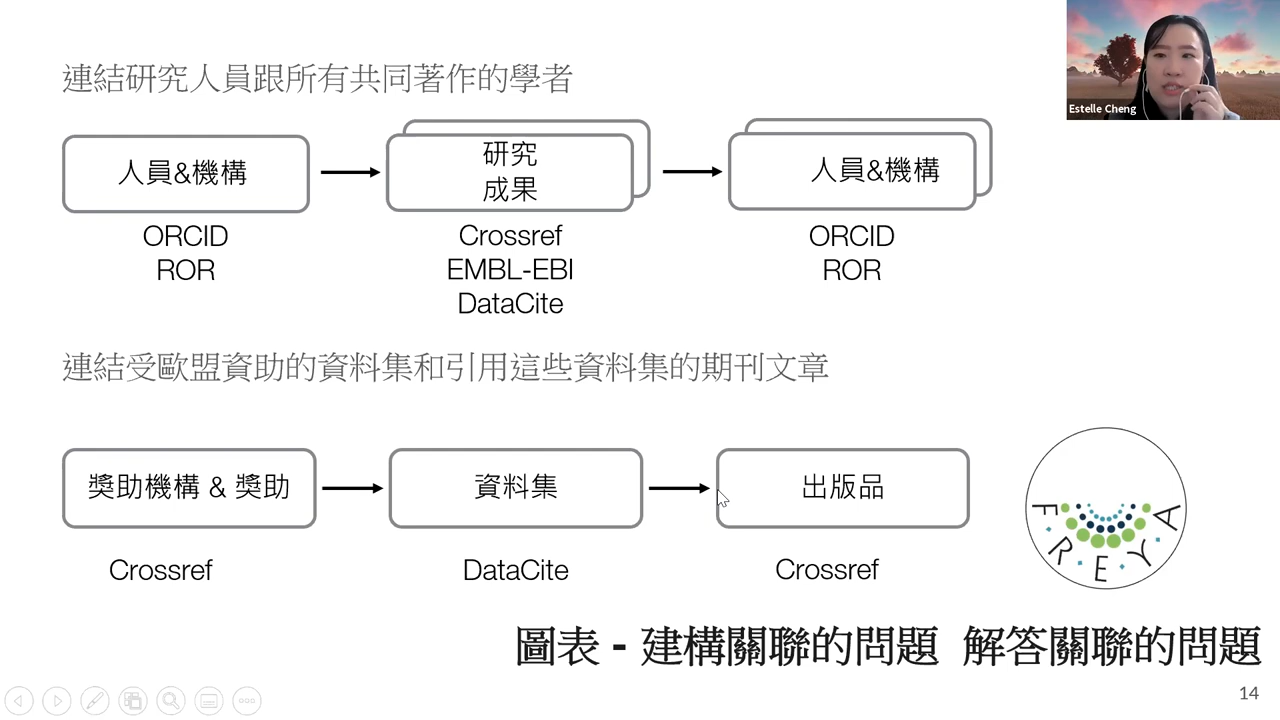 Estelle Cheng
連結研究人員跟所有共同著作的學者
人員&機構
研究
成果
人員&機構
ORCID
ROR
Crossref
EMBL-EBI
DataCite
ORCID
ROR
連結受歐盟資助的資料集和引用這些資料集的期刊文章
獎助機構 & 獎助
資料集
出版品
Crossref
DataCite
Crossref
FREYA
圖表 - 建構關聯的問題 解答關聯的問題
14